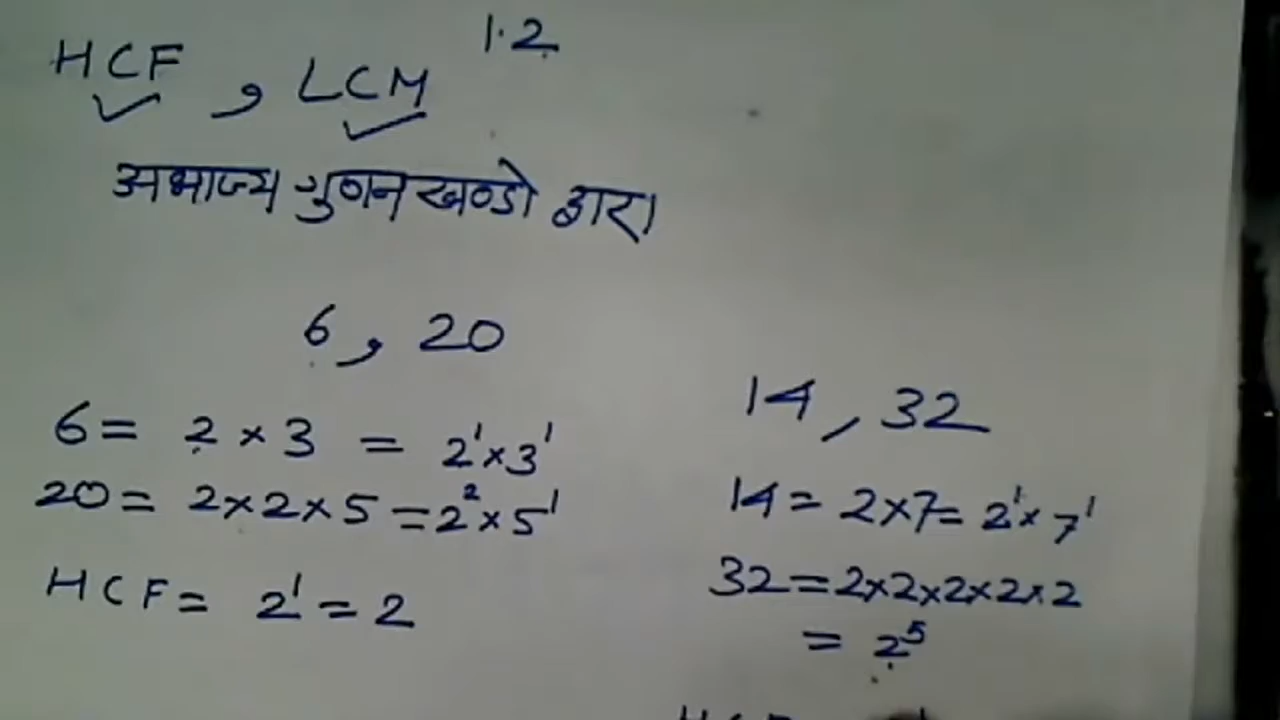 HCF , LCM 1.2
अभाज्य गुणनखण्डो द्वारा
6 , 20
6 = 2 × 3 = 2¹×3¹
20 = 2×2×5 = 2²×5¹
HCF = 2¹ = 2
14 , 32
14 = 2×7 = 2¹×7¹
32 = 2×2×2×2×2
= 2⁵